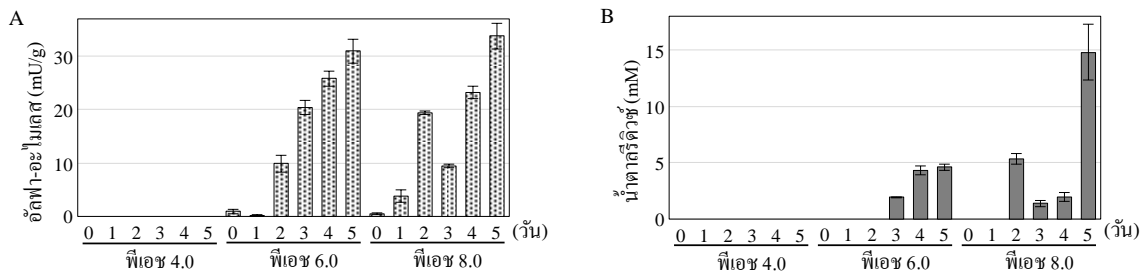 A
อัลฟา-อะไมเลส (mU/g)
30
20
10
0
0 1 2 3 4 5 0 1 2 3 4 5 0 1 2 3 4 5 (วัน)
พีเอช 4.0 พีเอช 6.0 พีเอช 8.0
B
น้ำตาลรีดิวซ์ (mM)
15
10
5
0
0 1 2 3 4 5 0 1 2 3 4 5 0 1 2 3 4 5 (วัน)
พีเอช 4.0 พีเอช 6.0 พีเอช 8.0